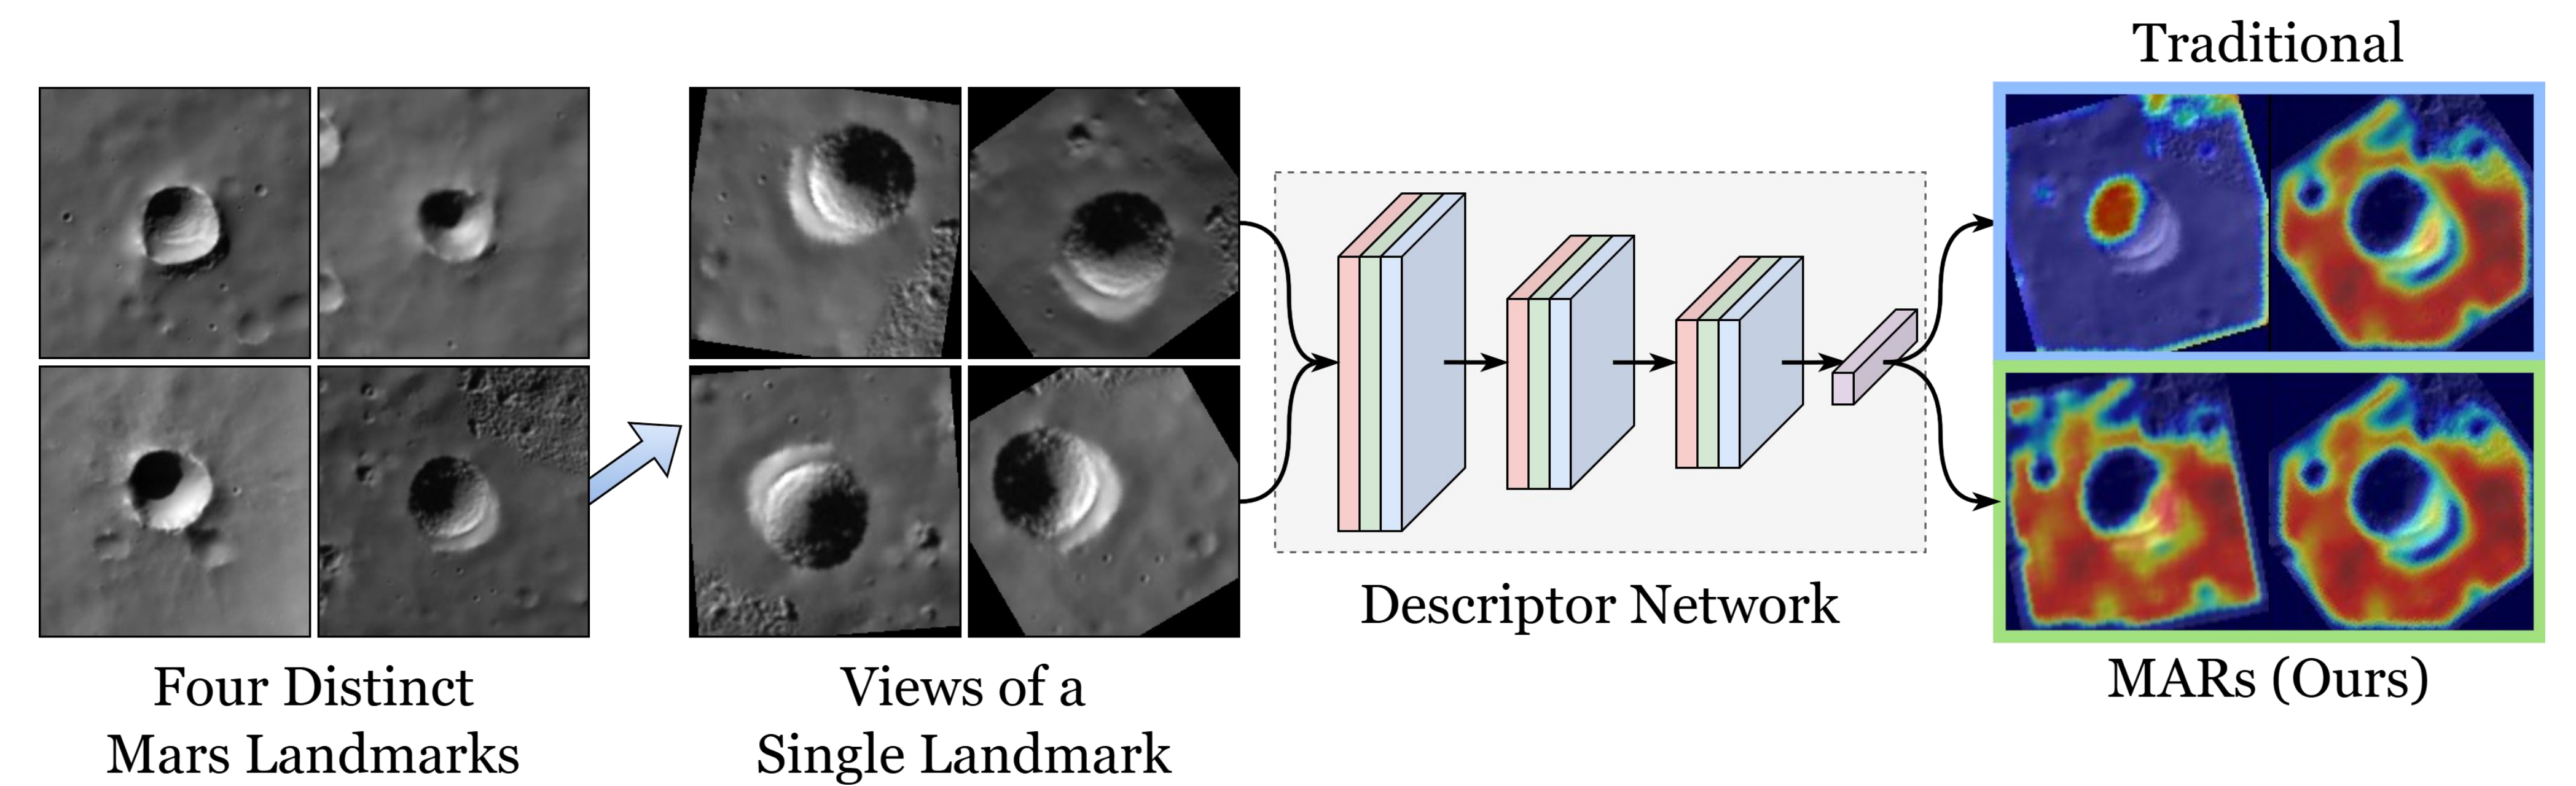 Traditional
Four Distinct
Mars Landmarks
Views of a
Single Landmark
Descriptor Network
MARs (Ours)